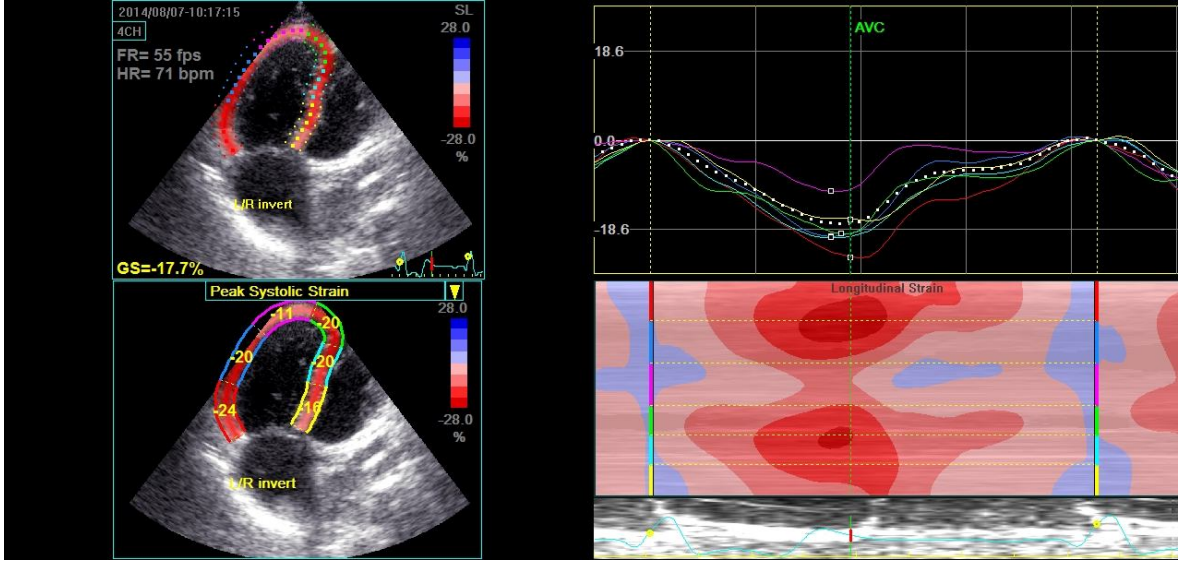 2014/08/07-10:17:15
SL
4CH
28.0
FR= 55 fps
HR= 71 bpm
-28.0
%
L/R invert
GS=-17.7%
AVC
18.6
0.0
-18.6
Peak Systolic Strain
28.0
-11
-20
-20
-20
-24
-16
-28.0
%
L/R invert
Longitudinal Strain